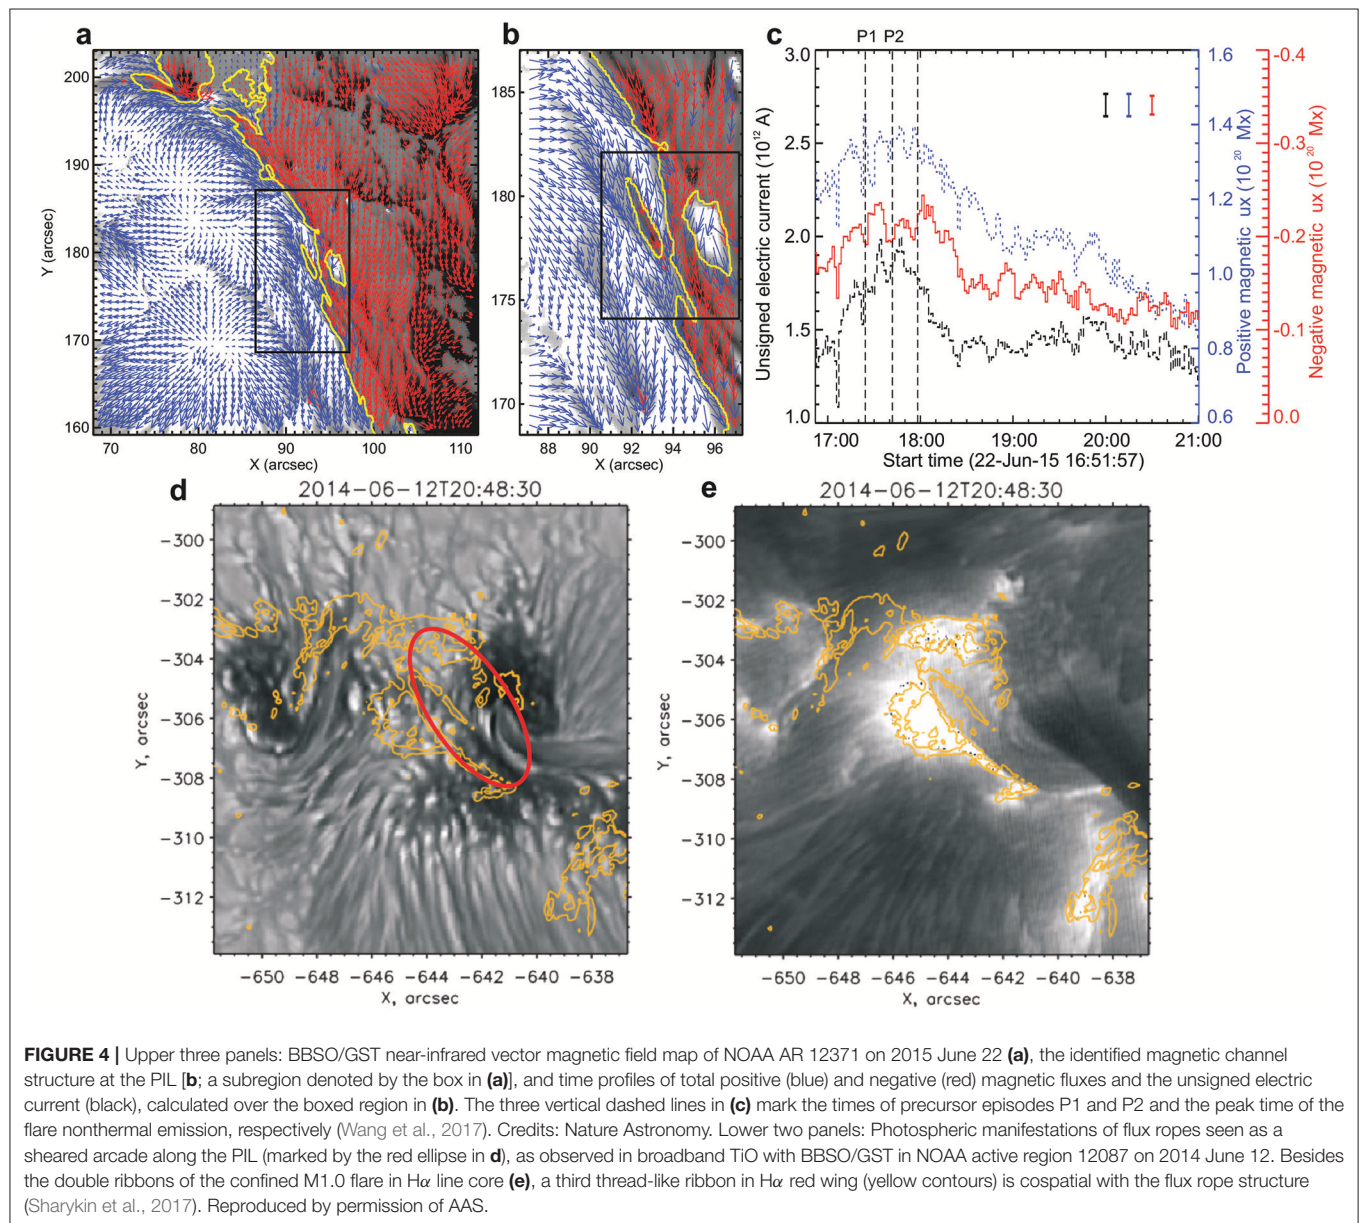 a
200
190
180
170
160
Y (arcsec)
70 80 90 100 110
X (arcsec)
b
185
180
175
170
88 90 92 94 96
X (arcsec)
c
P1 P2
3.0
2.5
2.0
1.5
1.0
Unsigned electric current (10¹² A)
17:00 18:00 19:00 20:00 21:00
Start time (22-Jun-15 16:51:57)
1.6
1.4
1.2
1.0
0.8
0.6
Positive magnetic ux (10²⁰ Mx)
-0.4
-0.3
-0.2
-0.1
0.0
Negative magnetic ux (10²⁰ Mx)
d
2014-06-12T20:48:30
-300
-302
-304
-306
-308
-310
-312
Y, arcsec
-650 -648 -646 -644 -642 -640 -638
X, arcsec
e
2014-06-12T20:48:30
-300
-302
-304
-306
-308
-310
-312
Y, arcsec
-650 -648 -646 -644 -642 -640 -638
X, arcsec
FIGURE 4 | Upper three panels: BBSO/GST near-infrared vector magnetic field map of NOAA AR 12371 on 2015 June 22 (a), the identified magnetic channel
structure at the PIL [b; a subregion denoted by the box in (a)], and time profiles of total positive (blue) and negative (red) magnetic fluxes and the unsigned electric
current (black), calculated over the boxed region in (b). The three vertical dashed lines in (c) mark the times of precursor episodes P1 and P2 and the peak time of the
flare nonthermal emission, respectively (Wang et al., 2017). Credits: Nature Astronomy. Lower two panels: Photospheric manifestations of flux ropes seen as a
sheared arcade along the PIL (marked by the red ellipse in d), as observed in broadband TiO with BBSO/GST in NOAA active region 12087 on 2014 June 12. Besides
the double ribbons of the confined M1.0 flare in Hα line core (e), a third thread-like ribbon in Hα red wing (yellow contours) is cospatial with the flux rope structure
(Sharykin et al., 2017). Reproduced by permission of AAS.